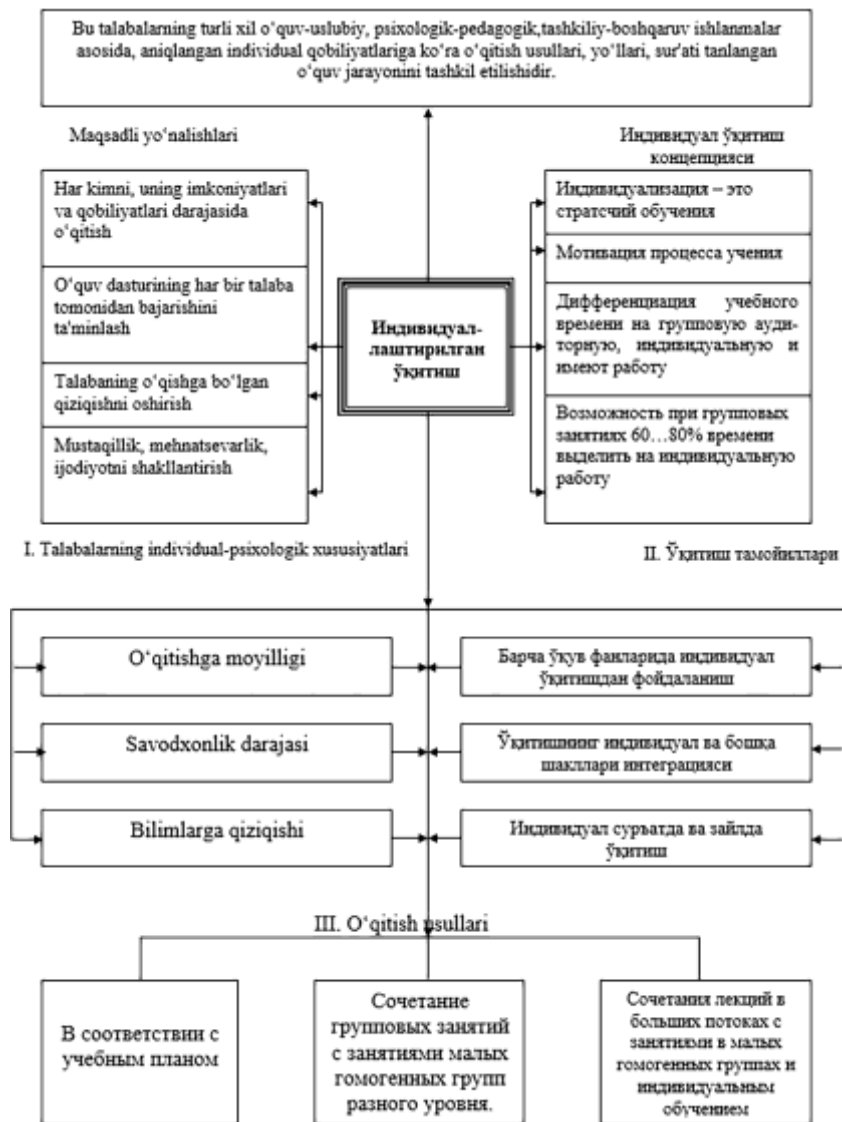 Bu talabalarning turli xil o‘quv-uslubiy, psixologik-pedagogik,tashkiliy-boshqaruv ishlanmalar
asosida, aniqlangan individual qobiliyatlariga ko‘ra o‘qitish usullari, yo‘llari, sur'ati tanlangan
o‘quv jarayonini tashkil etilishidir.
Maqsadli yo‘nalishlari
Har kimni, uning imkoniyatlari
va qobiliyatlari darajasida
o‘qitish
O‘quv dasturining har bir talaba
tomonidan bajarishini
ta'minlash
Talabaning o‘qishga bo‘lgan
qiziqishni oshirish
Mustaqillik, mehnatsevarlik,
ijodiyotni shakllantirish
Индивидуал-
лаштирилган
ўқитиш
Индивидуал ўқитиш
концепцияси
Индивидуализация – это
стратсчий обучения
Мотивация процесса учения
Дифференциация учебного
времени на групповую ауди-
торную, индивидуальную и
имеют работу
Возможность при групповых
занятиях 60…80% времени
выделить на индивидуальную
работу
I. Talabalarning individual-psixologik xususiyatlari
II. Ўқитиш тамойиллари
O‘qitishga moyilligi
Savodxonlik darajasi
Bilimlarga qiziqishi
Барча ўқув фанларида индивидуал
ўқитишдан фойдаланиш
Ўқитишнинг индивидуал ва бошқа
шакллари интеграцияси
Индивидуал суръатда ва зайлда
ўқитиш
III. O‘qitish usullari
В соответствии с
учебным планом
Сочетание
групповых занятий
с занятиями малых
гомогенных групп
разного уровня.
Сочетания лекций в
больших потоках с
занятиями в малых
гомогенных группах и
индивидуальным
обучением